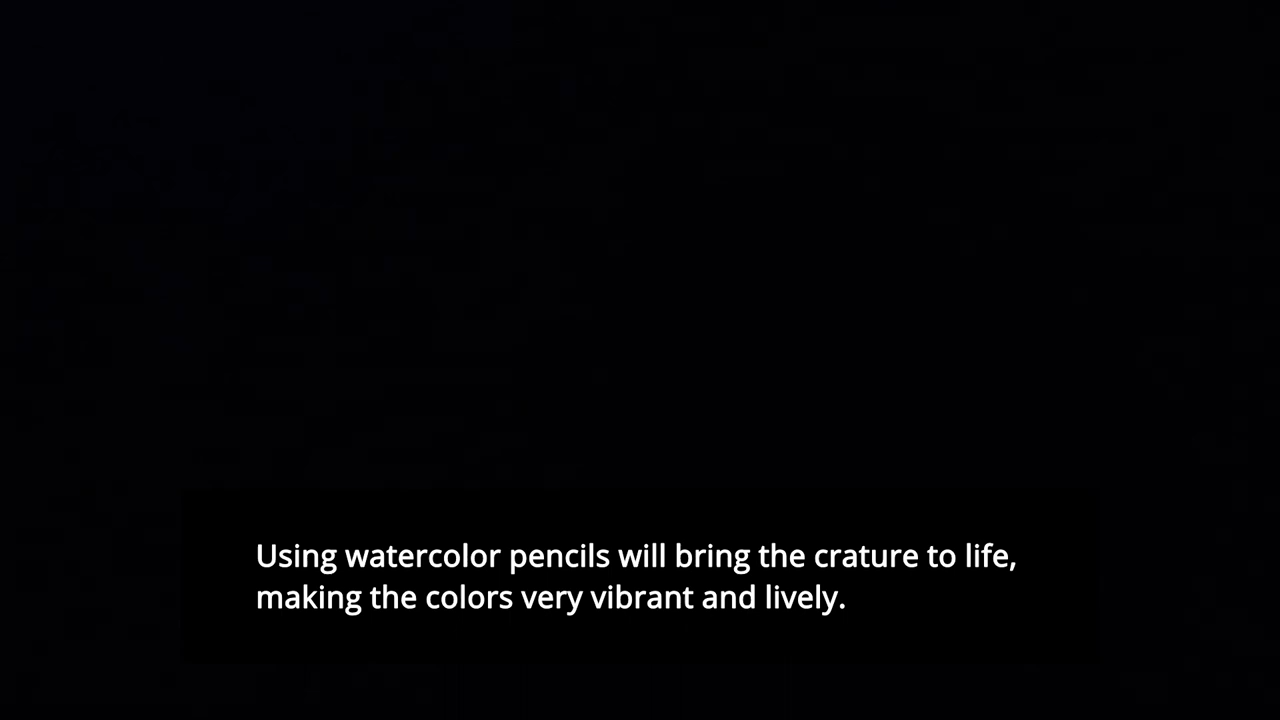 Using watercolor pencils will bring the crature to life,
making the colors very vibrant and lively.